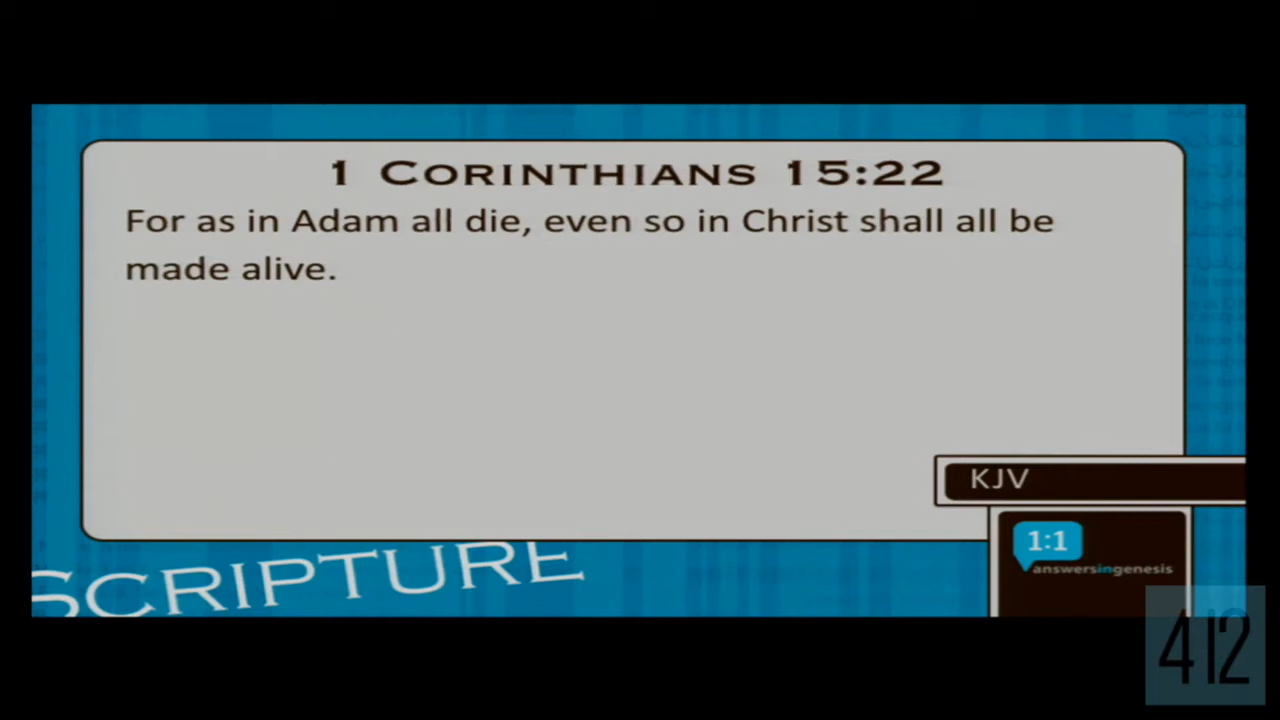 1 CORINTHIANS 15:22
For as in Adam all die, even so in Christ shall all be
made alive.
KJV
SCRIPTURE
1:1
answersingenesis
412